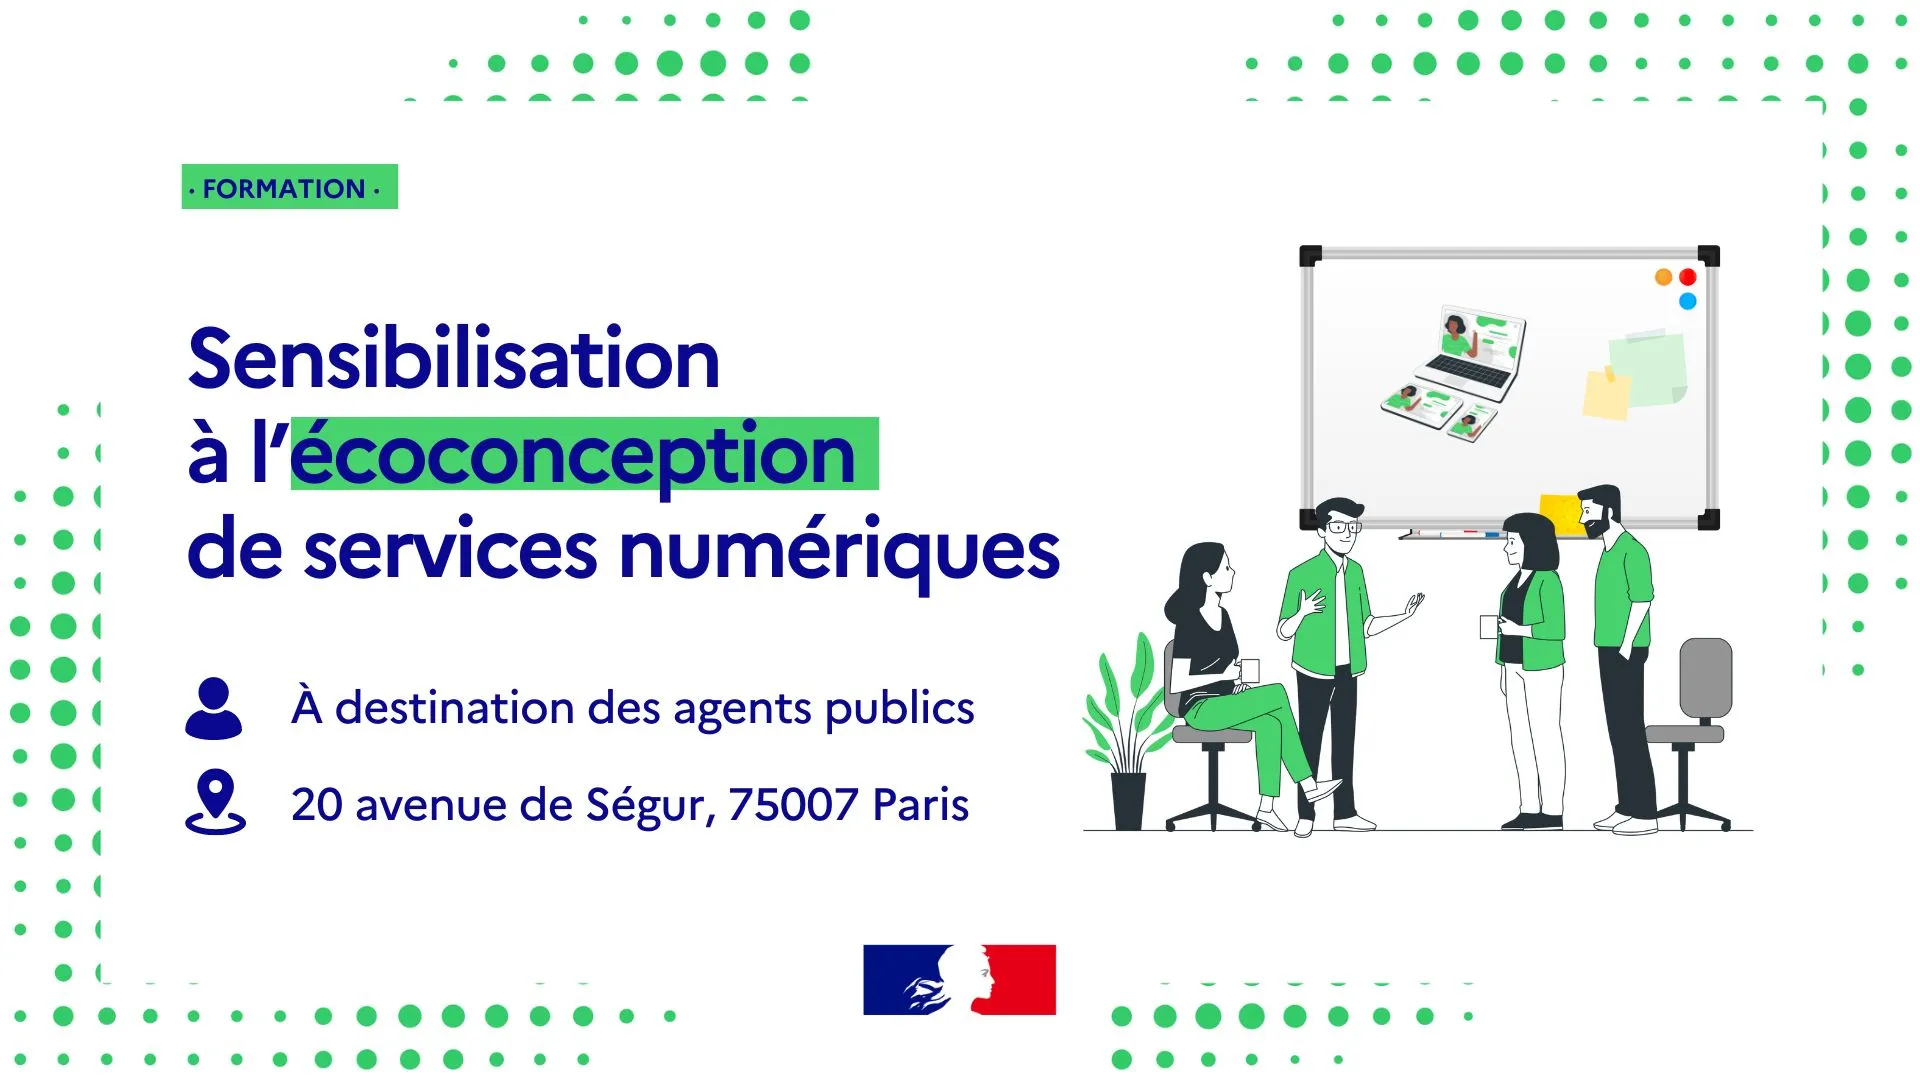 · FORMATION ·
Sensibilisation
à l’écoconception
de services numériques
À destination des agents publics
20 avenue de Ségur, 75007 Paris